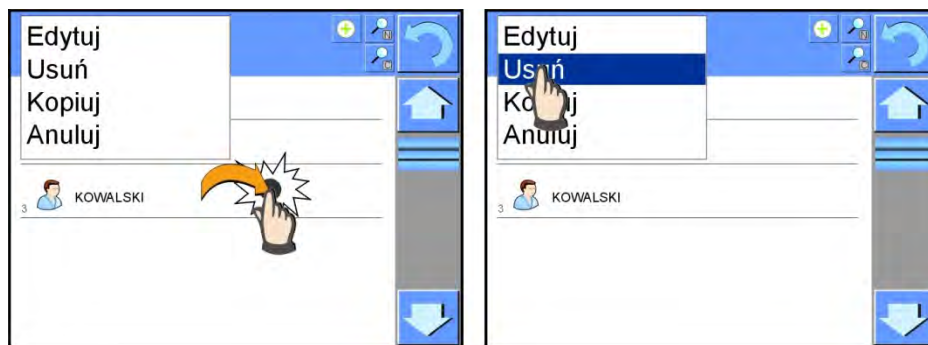 Edytuj
Usuń
Kopiuj
Anuluj
N
C
3 KOWALSKI
Edytuj
Usuń
Anuluj
N
C
3 KOWALSKI